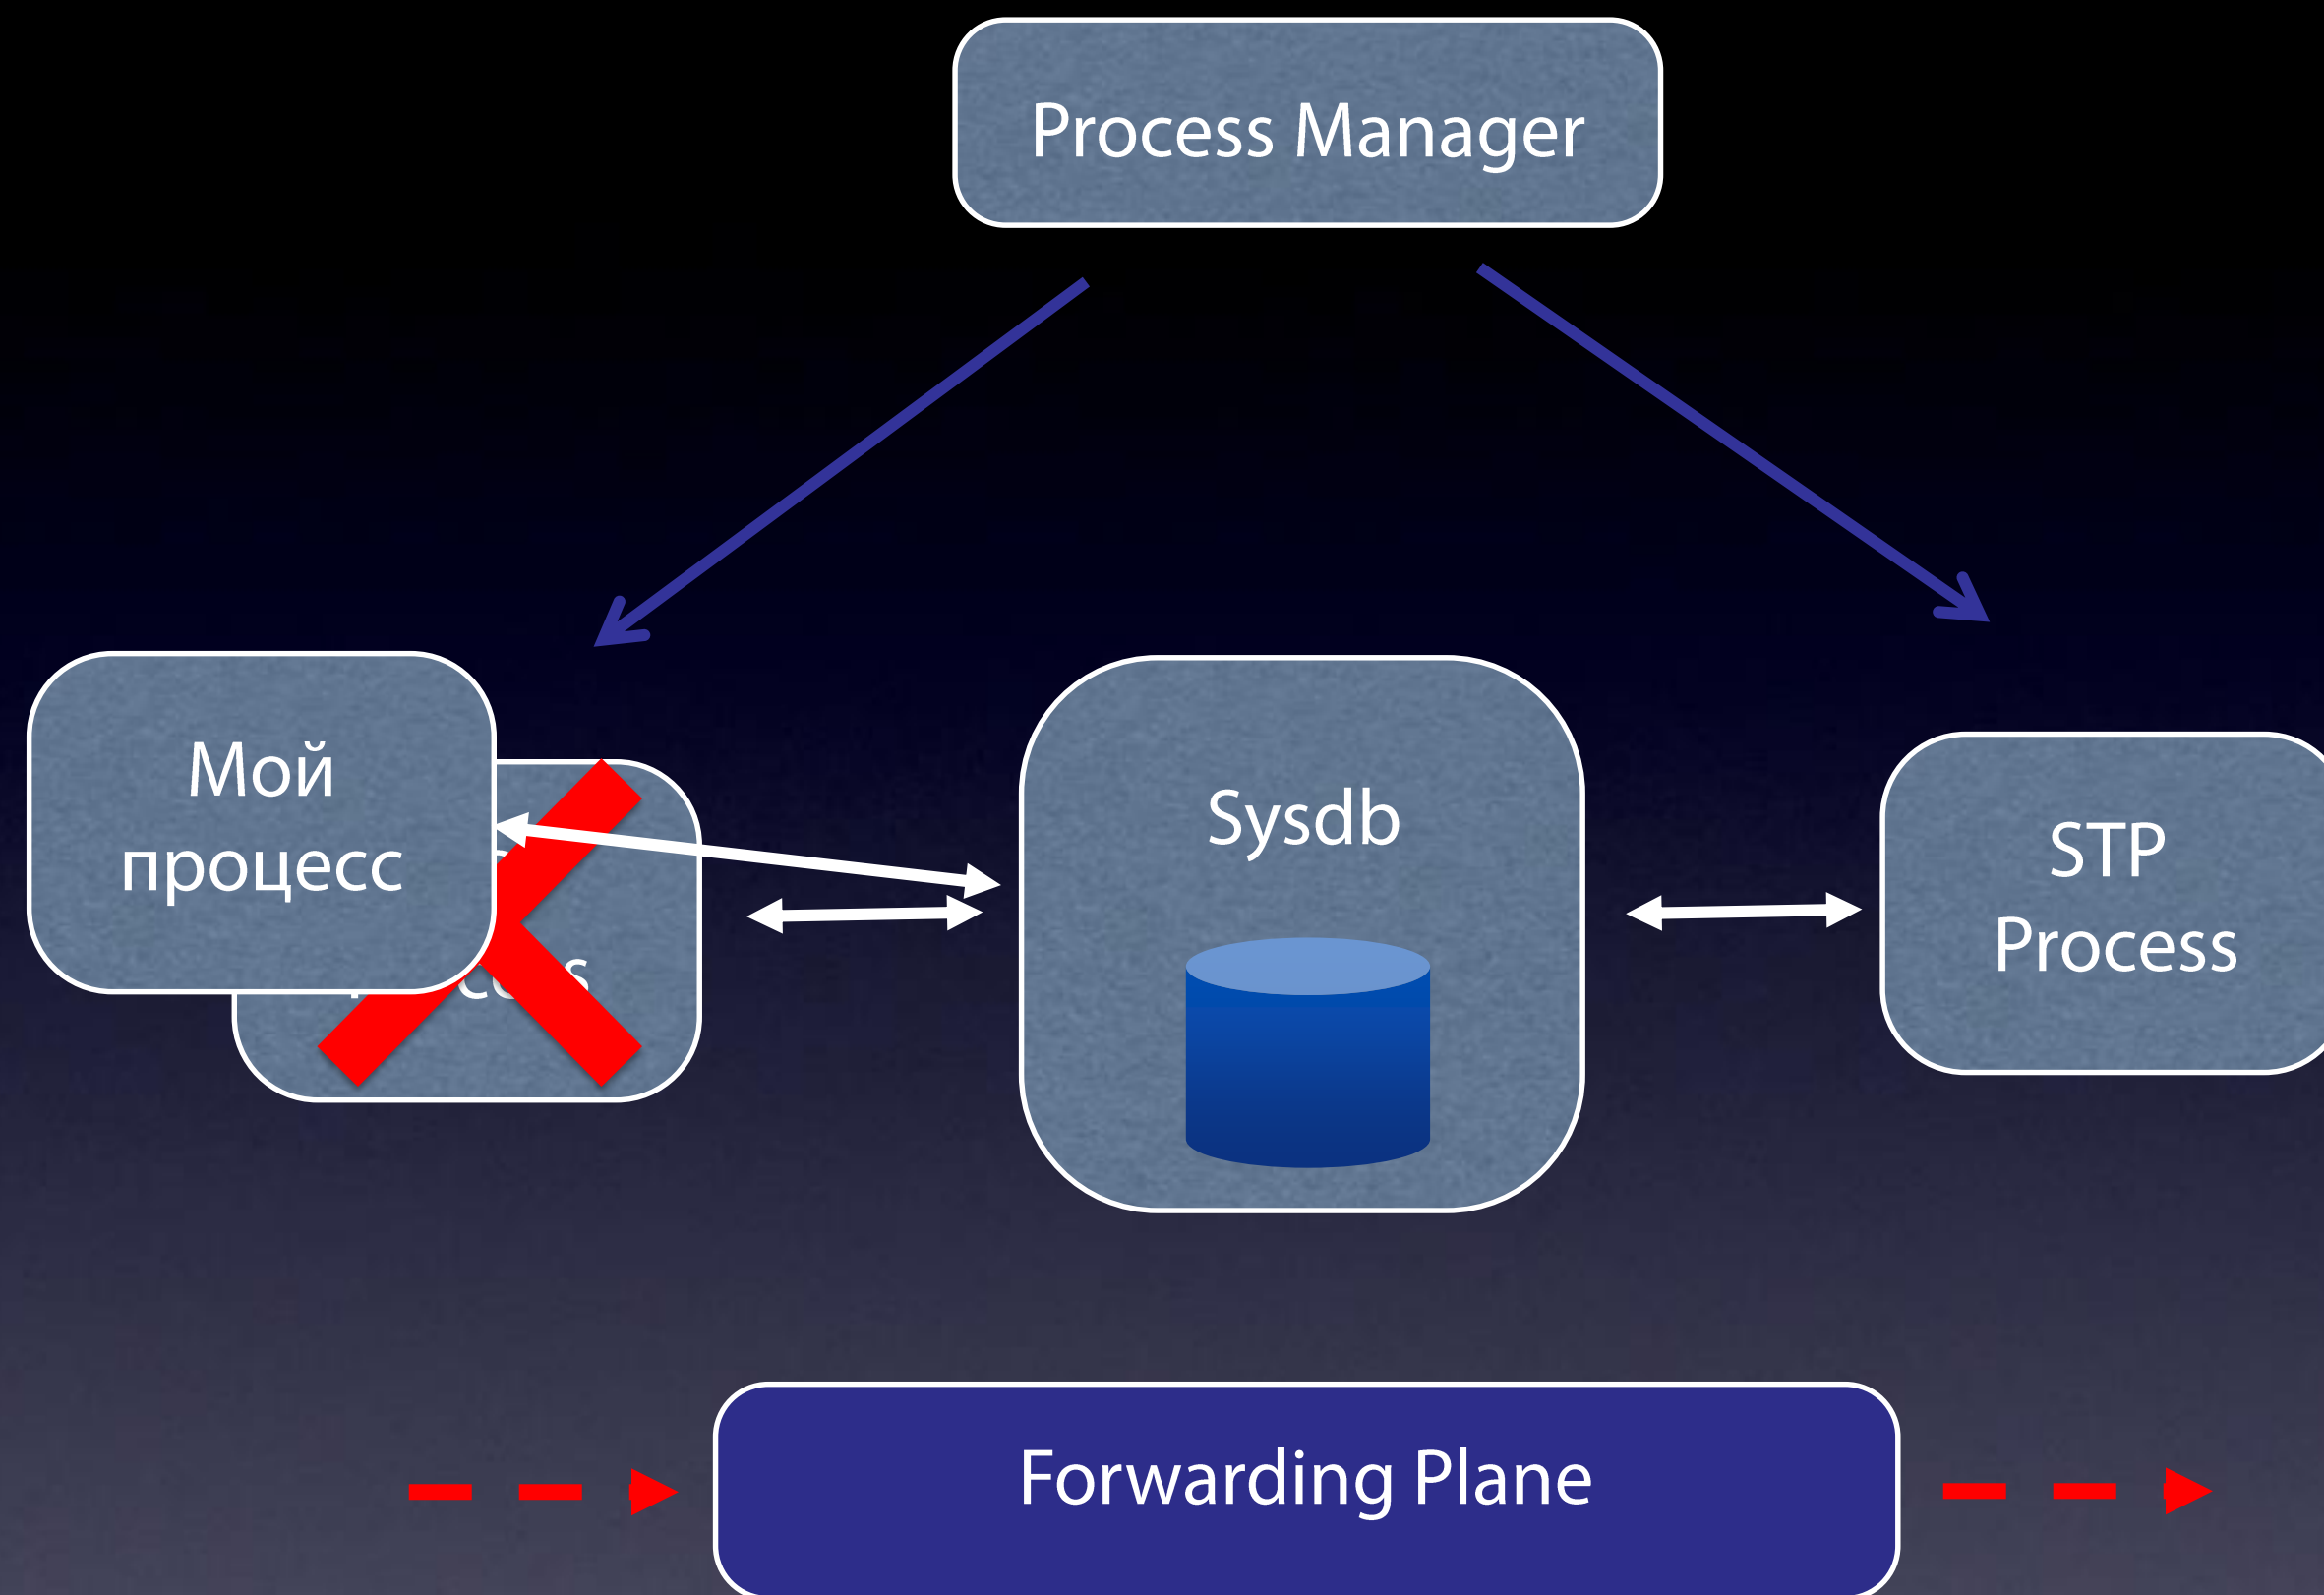 Process Manager
Мой
процесс
Sysdb
STP
Process
Forwarding Plane